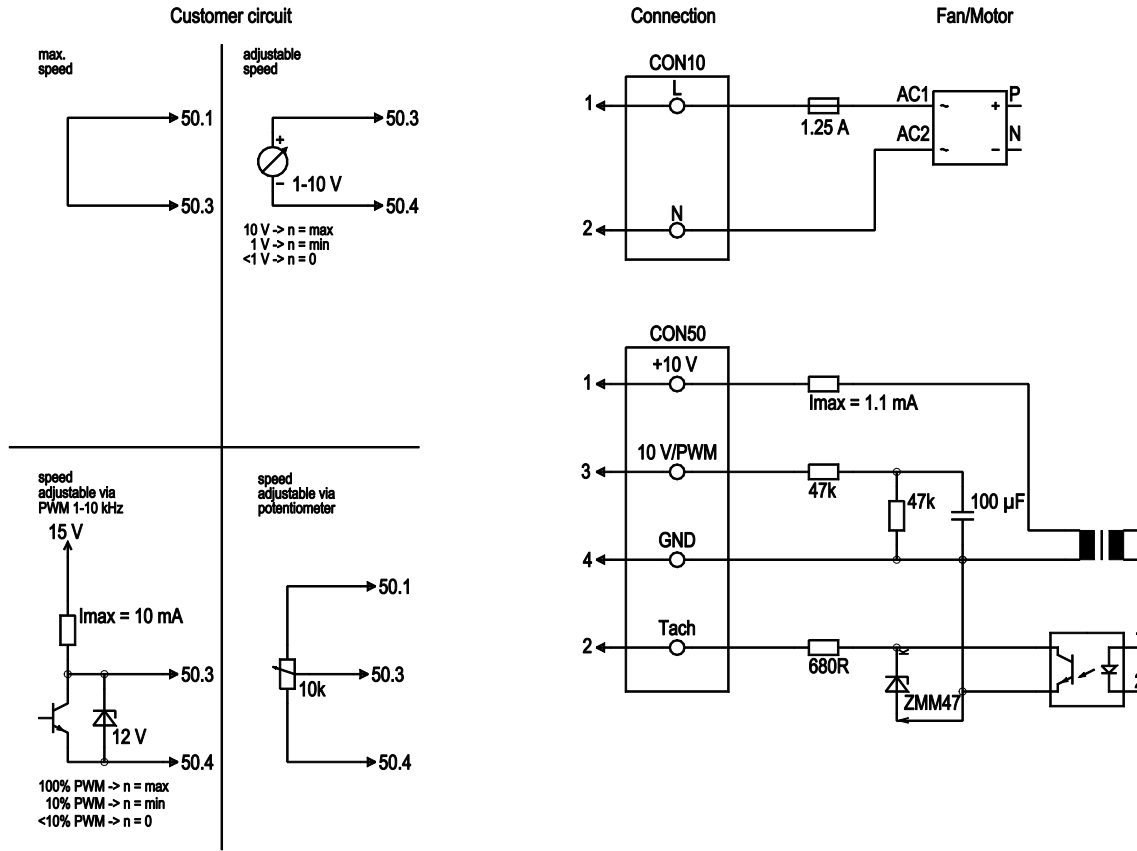 Customer circuit
Connection
Fan/Motor
max.
speed
50.1
50.3
adjustable
speed
50.3
+
− 1-10 V
50.4
10 V -> n = max
1 V -> n = min
<1 V -> n = 0
speed
adjustable via
PWM 1-10 kHz
15 V
Imax = 10 mA
50.3
12 V
50.4
100% PWM -> n = max
10% PWM -> n = min
<10% PWM -> n = 0
speed
adjustable via
potentiometer
50.1
50.3
10k
50.4
CON10
L
1
1.25 A
AC1
~
+
P
AC2
~
−
N
N
2
CON50
+10 V
1
Imax = 1.1 mA
10 V/PWM
3
47k
47k
100 µF
GND
4
Tach
2
680R
K
ZMM47